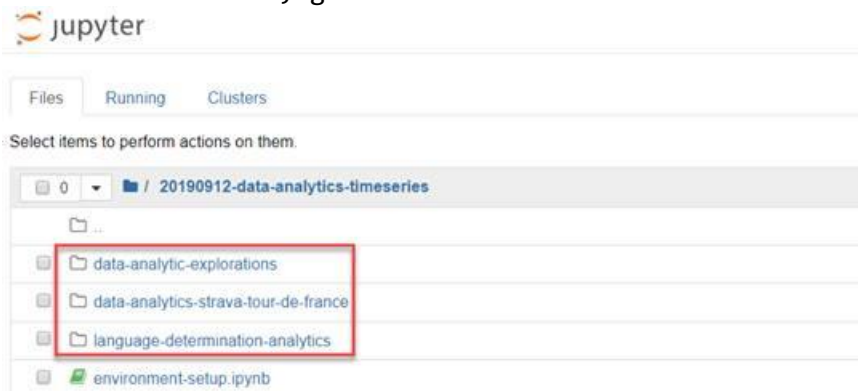 jupyter
Files Running Clusters
Select items to perform actions on them.
0 / 20190912-data-analytics-timeseries
..
data-analytic-explorations
data-analytics-strava-tour-de-france
language-determination-analytics
environment-setup.ipynb